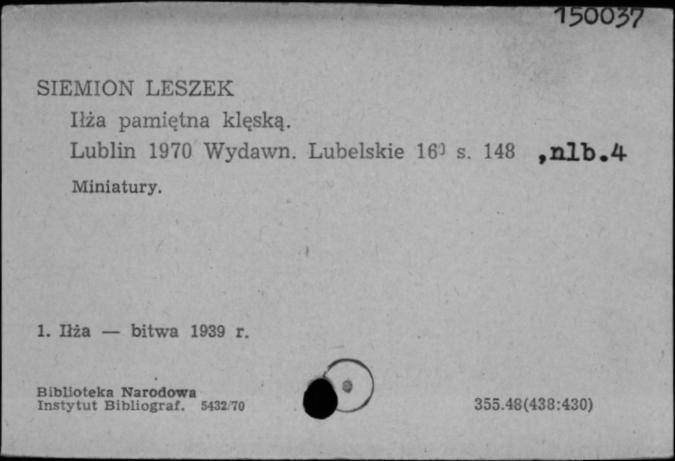 150037
SIEMION LESZEK
Iłża pamiętna klęską.
Lublin 1970 Wydawn. Lubelskie 16⁰ s. 148 ,nlb.4
Miniatury.
1. Iłża — bitwa 1939 r.
Biblioteka Narodowa
Instytut Bibliograf. 5432/70
355.48(438:430)